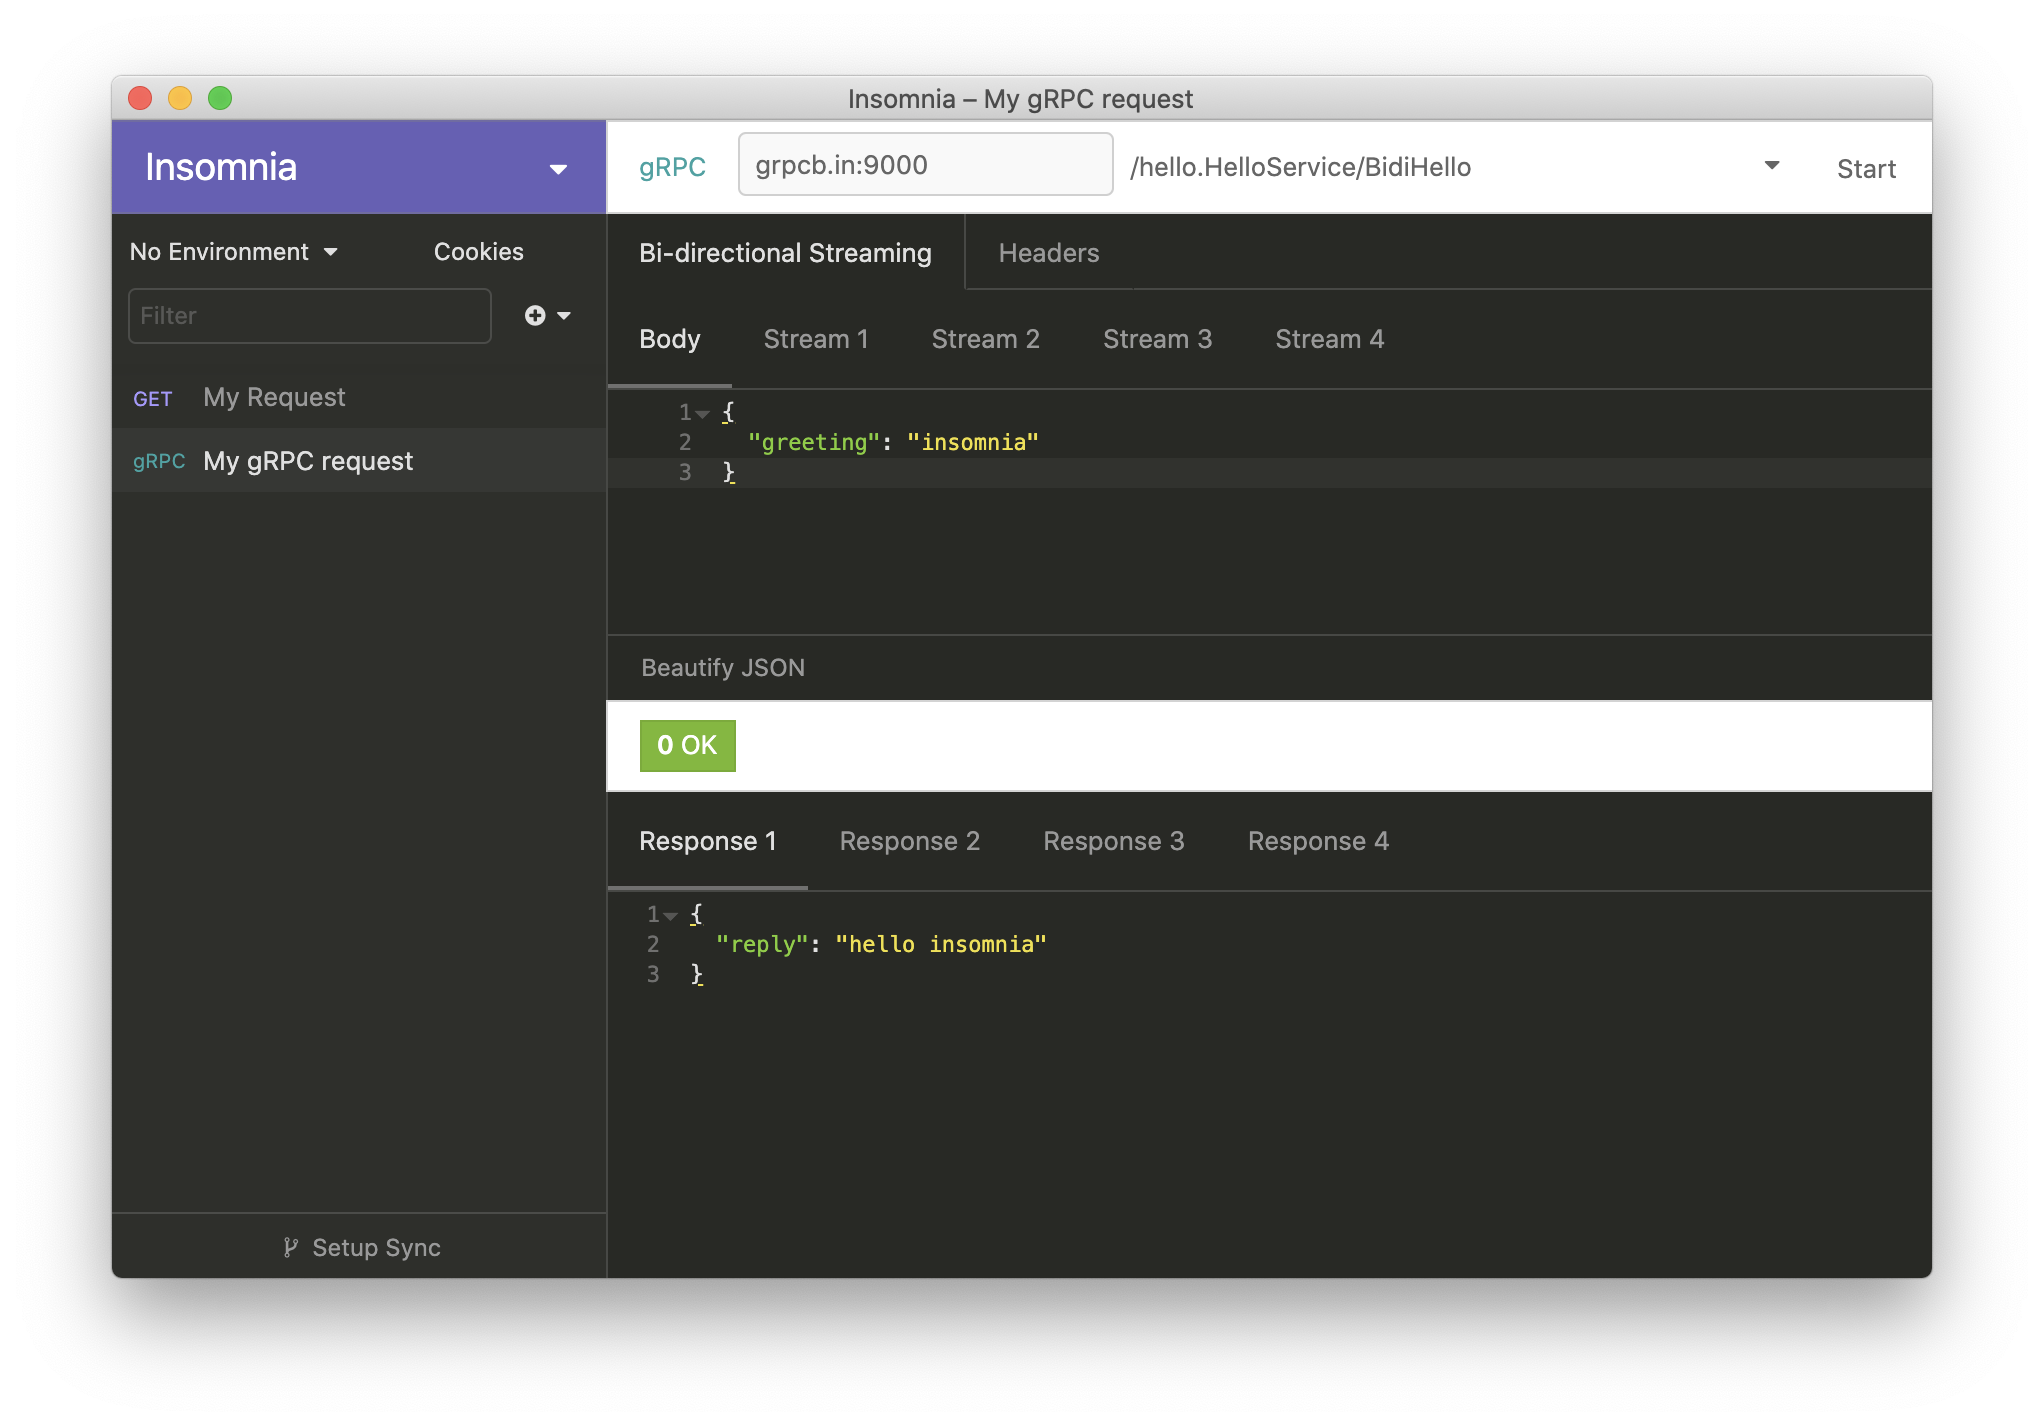 Insomnia – My gRPC request
Insomnia
gRPC grpcb.in:9000 /hello.HelloService/BidiHello Start
No Environment Cookies
Filter
GET My Request
gRPC My gRPC request
Setup Sync
Bi-directional Streaming Headers
Body Stream 1 Stream 2 Stream 3 Stream 4
1 {
2 "greeting": "insomnia"
3 }
Beautify JSON
0 OK
Response 1 Response 2 Response 3 Response 4
1 {
2 "reply": "hello insomnia"
3 }